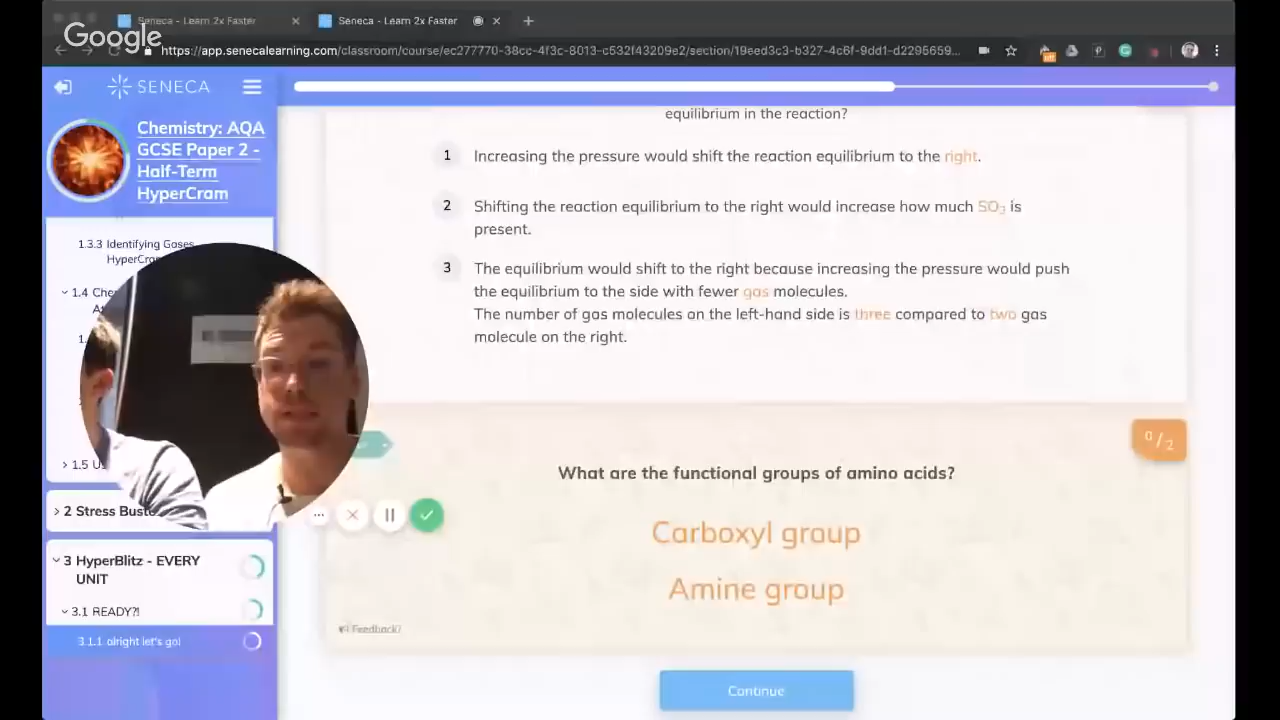 Seneca - Learn 2x Faster
Seneca - Learn 2x Faster
Google
https://app.senecalearning.com/classroom/course/ec277770-38cc-4f3c-8013-c632f43209e2/section/19eed3c3-b327-4c6f-9dd1-d2296659...
SENECA
Chemistry: AQA
GCSE Paper 2 -
Half-Term
HyperCram
1.3.3 Identifying Gases
1.4
1.5
2 Stress
3 HyperBlitz - EVERY
UNIT
3.1 READY?!
3.1.1 alright let's go!
equilibrium in the reaction?
1 Increasing the pressure would shift the reaction equilibrium to the right.
2 Shifting the reaction equilibrium to the right would increase how much SO₃ is
present.
3 The equilibrium would shift to the right because increasing the pressure would push
the equilibrium to the side with fewer gas molecules.
The number of gas molecules on the left-hand side is three compared to two gas
molecule on the right.
0/2
What are the functional groups of amino acids?
Carboxyl group
Amine group
Feedback?
Continue